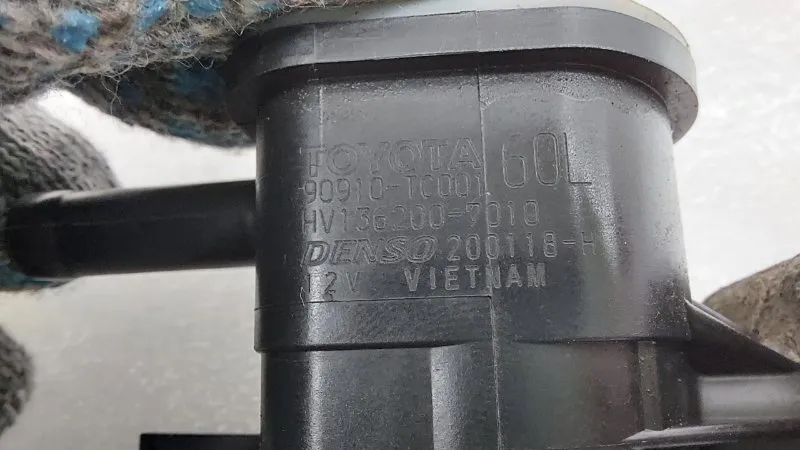 TOYOTA 60L
90910-TC001
HV136200-7010
DENSO 200118-H
12V VIETNAM